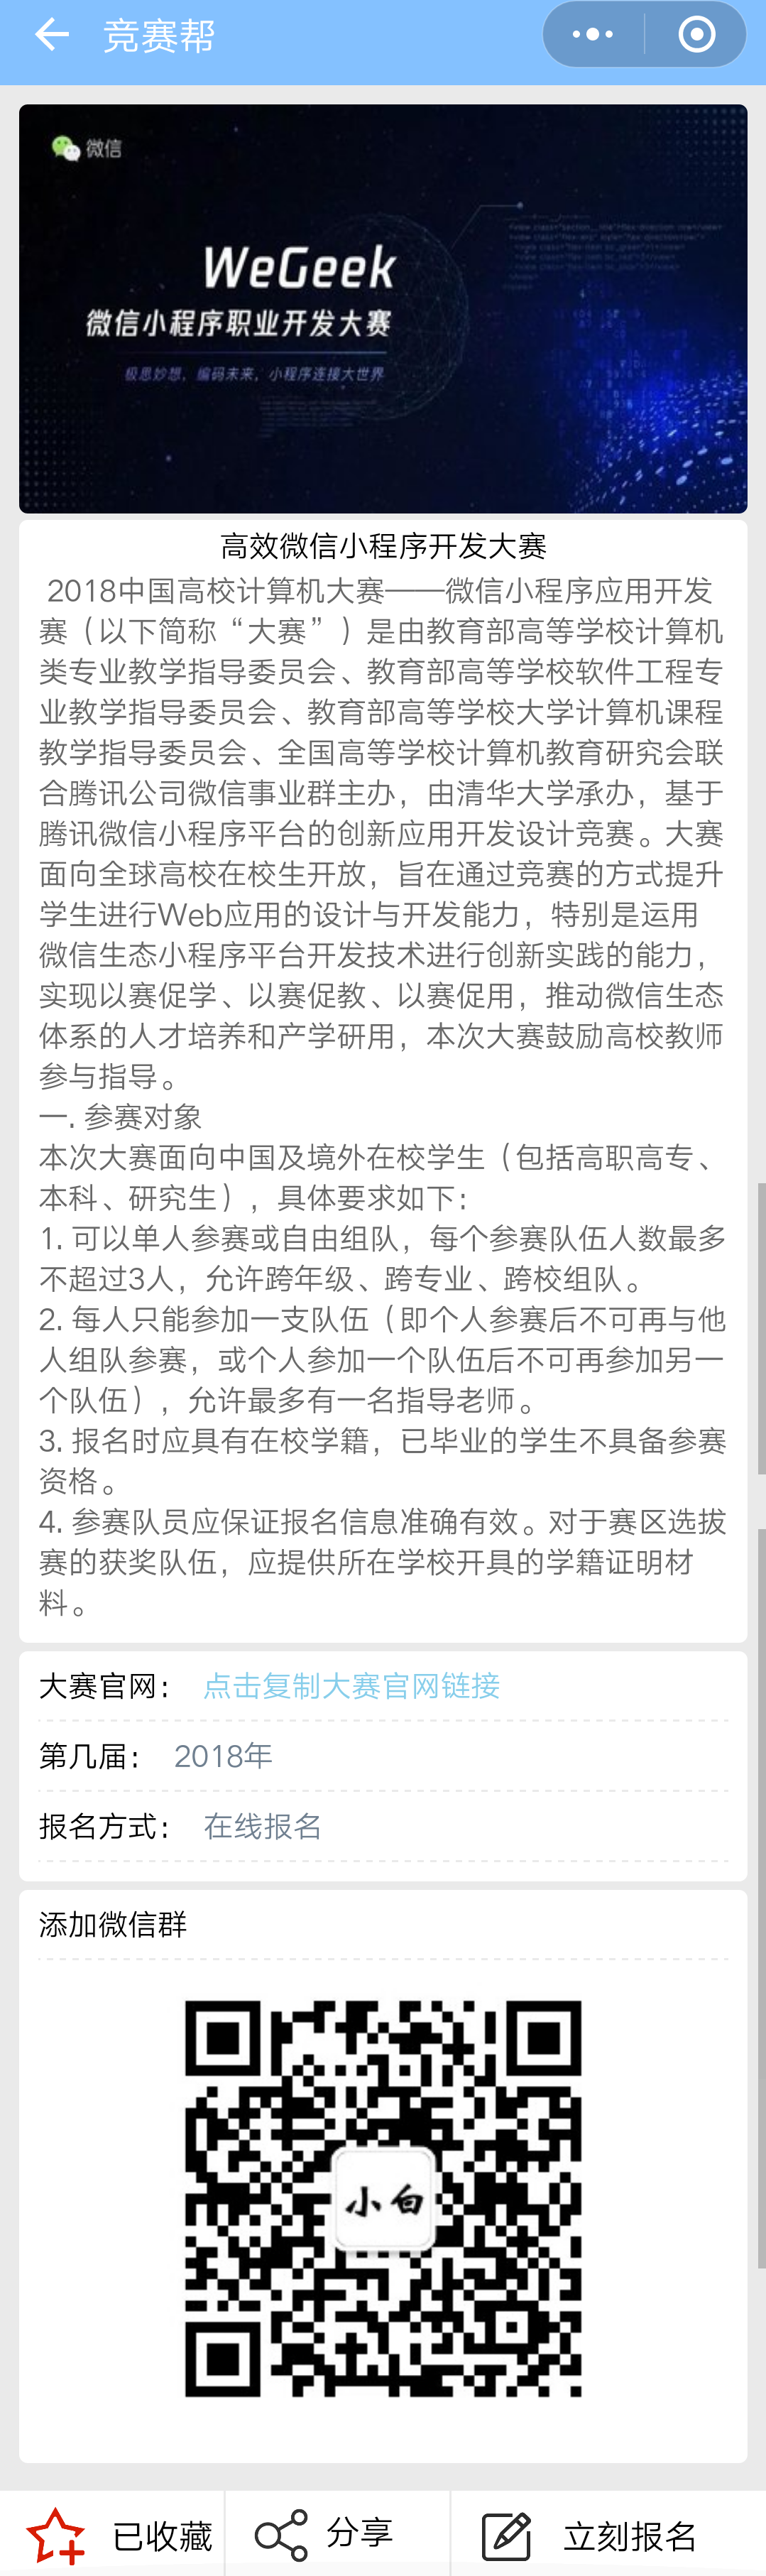 竞赛帮
微信
WeGeek
微信小程序职业开发大赛
极思妙想，编码未来，小程序连接大世界
高效微信小程序开发大赛
2018中国高校计算机大赛——微信小程序应用开发
赛（以下简称“大赛”）是由教育部高等学校计算机
类专业教学指导委员会、教育部高等学校软件工程专
业教学指导委员会、教育部高等学校大学计算机课程
教学指导委员会、全国高等学校计算机教育研究会联
合腾讯公司微信事业群主办，由清华大学承办，基于
腾讯微信小程序平台的创新应用开发设计竞赛。大赛
面向全球高校在校生开放，旨在通过竞赛的方式提升
学生进行Web应用的设计与开发能力，特别是运用
微信生态小程序平台开发技术进行创新实践的能力，
实现以赛促学、以赛促教、以赛促用，推动微信生态
体系的人才培养和产学研用，本次大赛鼓励高校教师
参与指导。
一. 参赛对象
本次大赛面向中国及境外在校学生（包括高职高专、
本科、研究生），具体要求如下：
1. 可以单人参赛或自由组队，每个参赛队伍人数最多
不超过3人，允许跨年级、跨专业、跨校组队。
2. 每人只能参加一支队伍（即个人参赛后不可再与他
人组队参赛，或个人参加一个队伍后不可再参加另一
个队伍），允许最多有一名指导老师。
3. 报名时应具有在校学籍，已毕业的学生不具备参赛
资格。
4. 参赛队员应保证报名信息准确有效。对于赛区选拔
赛的获奖队伍，应提供所在学校开具的学籍证明材
料。
大赛官网： 点击复制大赛官网链接
第几届： 2018年
报名方式： 在线报名
添加微信群
小白
已收藏 分享 立刻报名